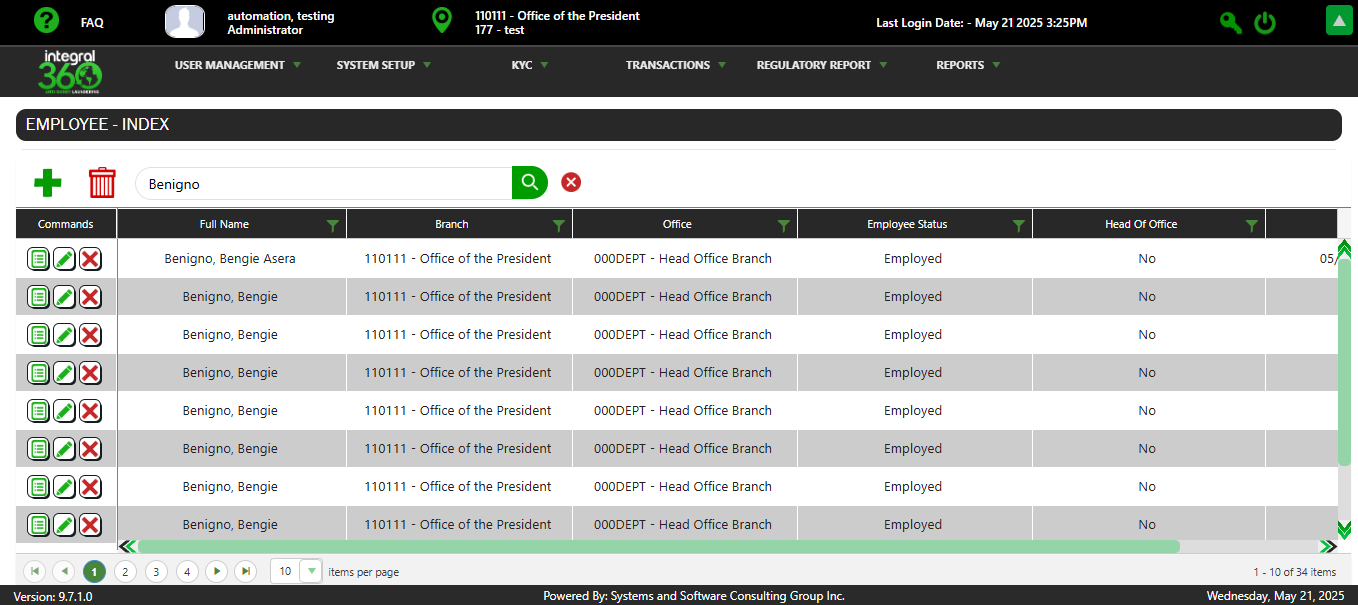 FAQ
automation, testing
Administrator
110111 - Office of the President
177 - test
Last Login Date: - May 21 2025 3:25PM
integral
360
ANTI-MONEY LAUNDERING
USER MANAGEMENT SYSTEM SETUP KYC TRANSACTIONS REGULATORY REPORT REPORTS
EMPLOYEE - INDEX
Benigno
Commands Full Name Branch Office Employee Status Head Of Office
Benigno, Bengie Asera 110111 - Office of the President 000DEPT - Head Office Branch Employed No 05/
Benigno, Bengie 110111 - Office of the President 000DEPT - Head Office Branch Employed No
Benigno, Bengie 110111 - Office of the President 000DEPT - Head Office Branch Employed No
Benigno, Bengie 110111 - Office of the President 000DEPT - Head Office Branch Employed No
Benigno, Bengie 110111 - Office of the President 000DEPT - Head Office Branch Employed No
Benigno, Bengie 110111 - Office of the President 000DEPT - Head Office Branch Employed No
Benigno, Bengie 110111 - Office of the President 000DEPT - Head Office Branch Employed No
Benigno, Bengie 110111 - Office of the President 000DEPT - Head Office Branch Employed No
1 2 3 4 10 items per page 1 - 10 of 34 items
Version: 9.7.1.0 Powered By: Systems and Software Consulting Group Inc. Wednesday, May 21, 2025